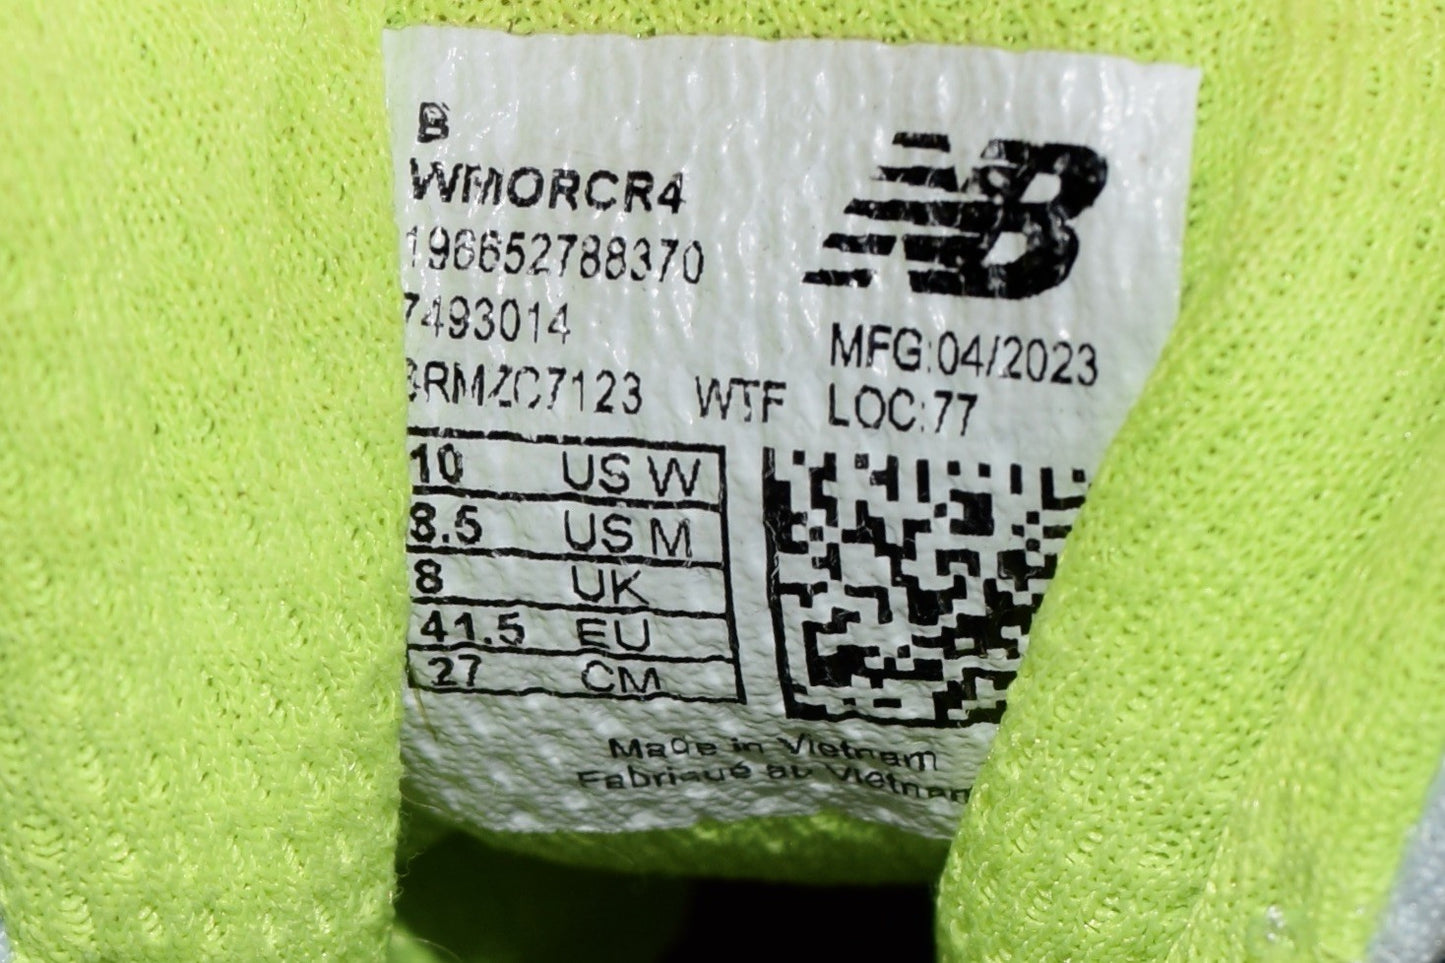 B
WMORCR4
196652788370
7493014
RMZC7123 WTF
MFG:04/2023
LOC:77
10 US W
8.5 US M
8 UK
41.5 EU
27 CM
Made in Vietnam
Fabriqué au Vietnam
NB